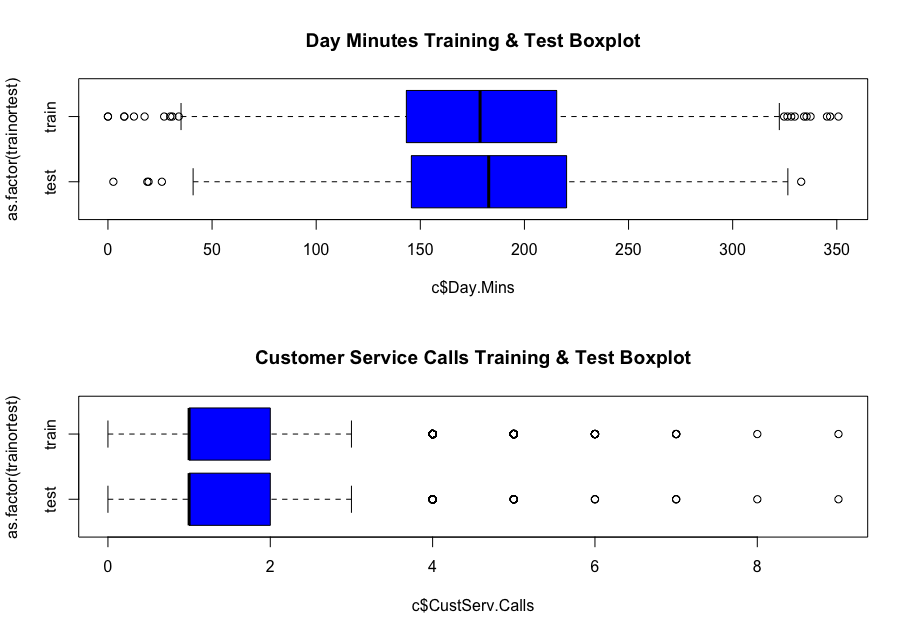 Day Minutes Training & Test Boxplot
as.factor(trainortest)
train
test
0 50 100 150 200 250 300 350
c$Day.Mins
Customer Service Calls Training & Test Boxplot
as.factor(trainortest)
train
test
0 2 4 6 8
c$CustServ.Calls